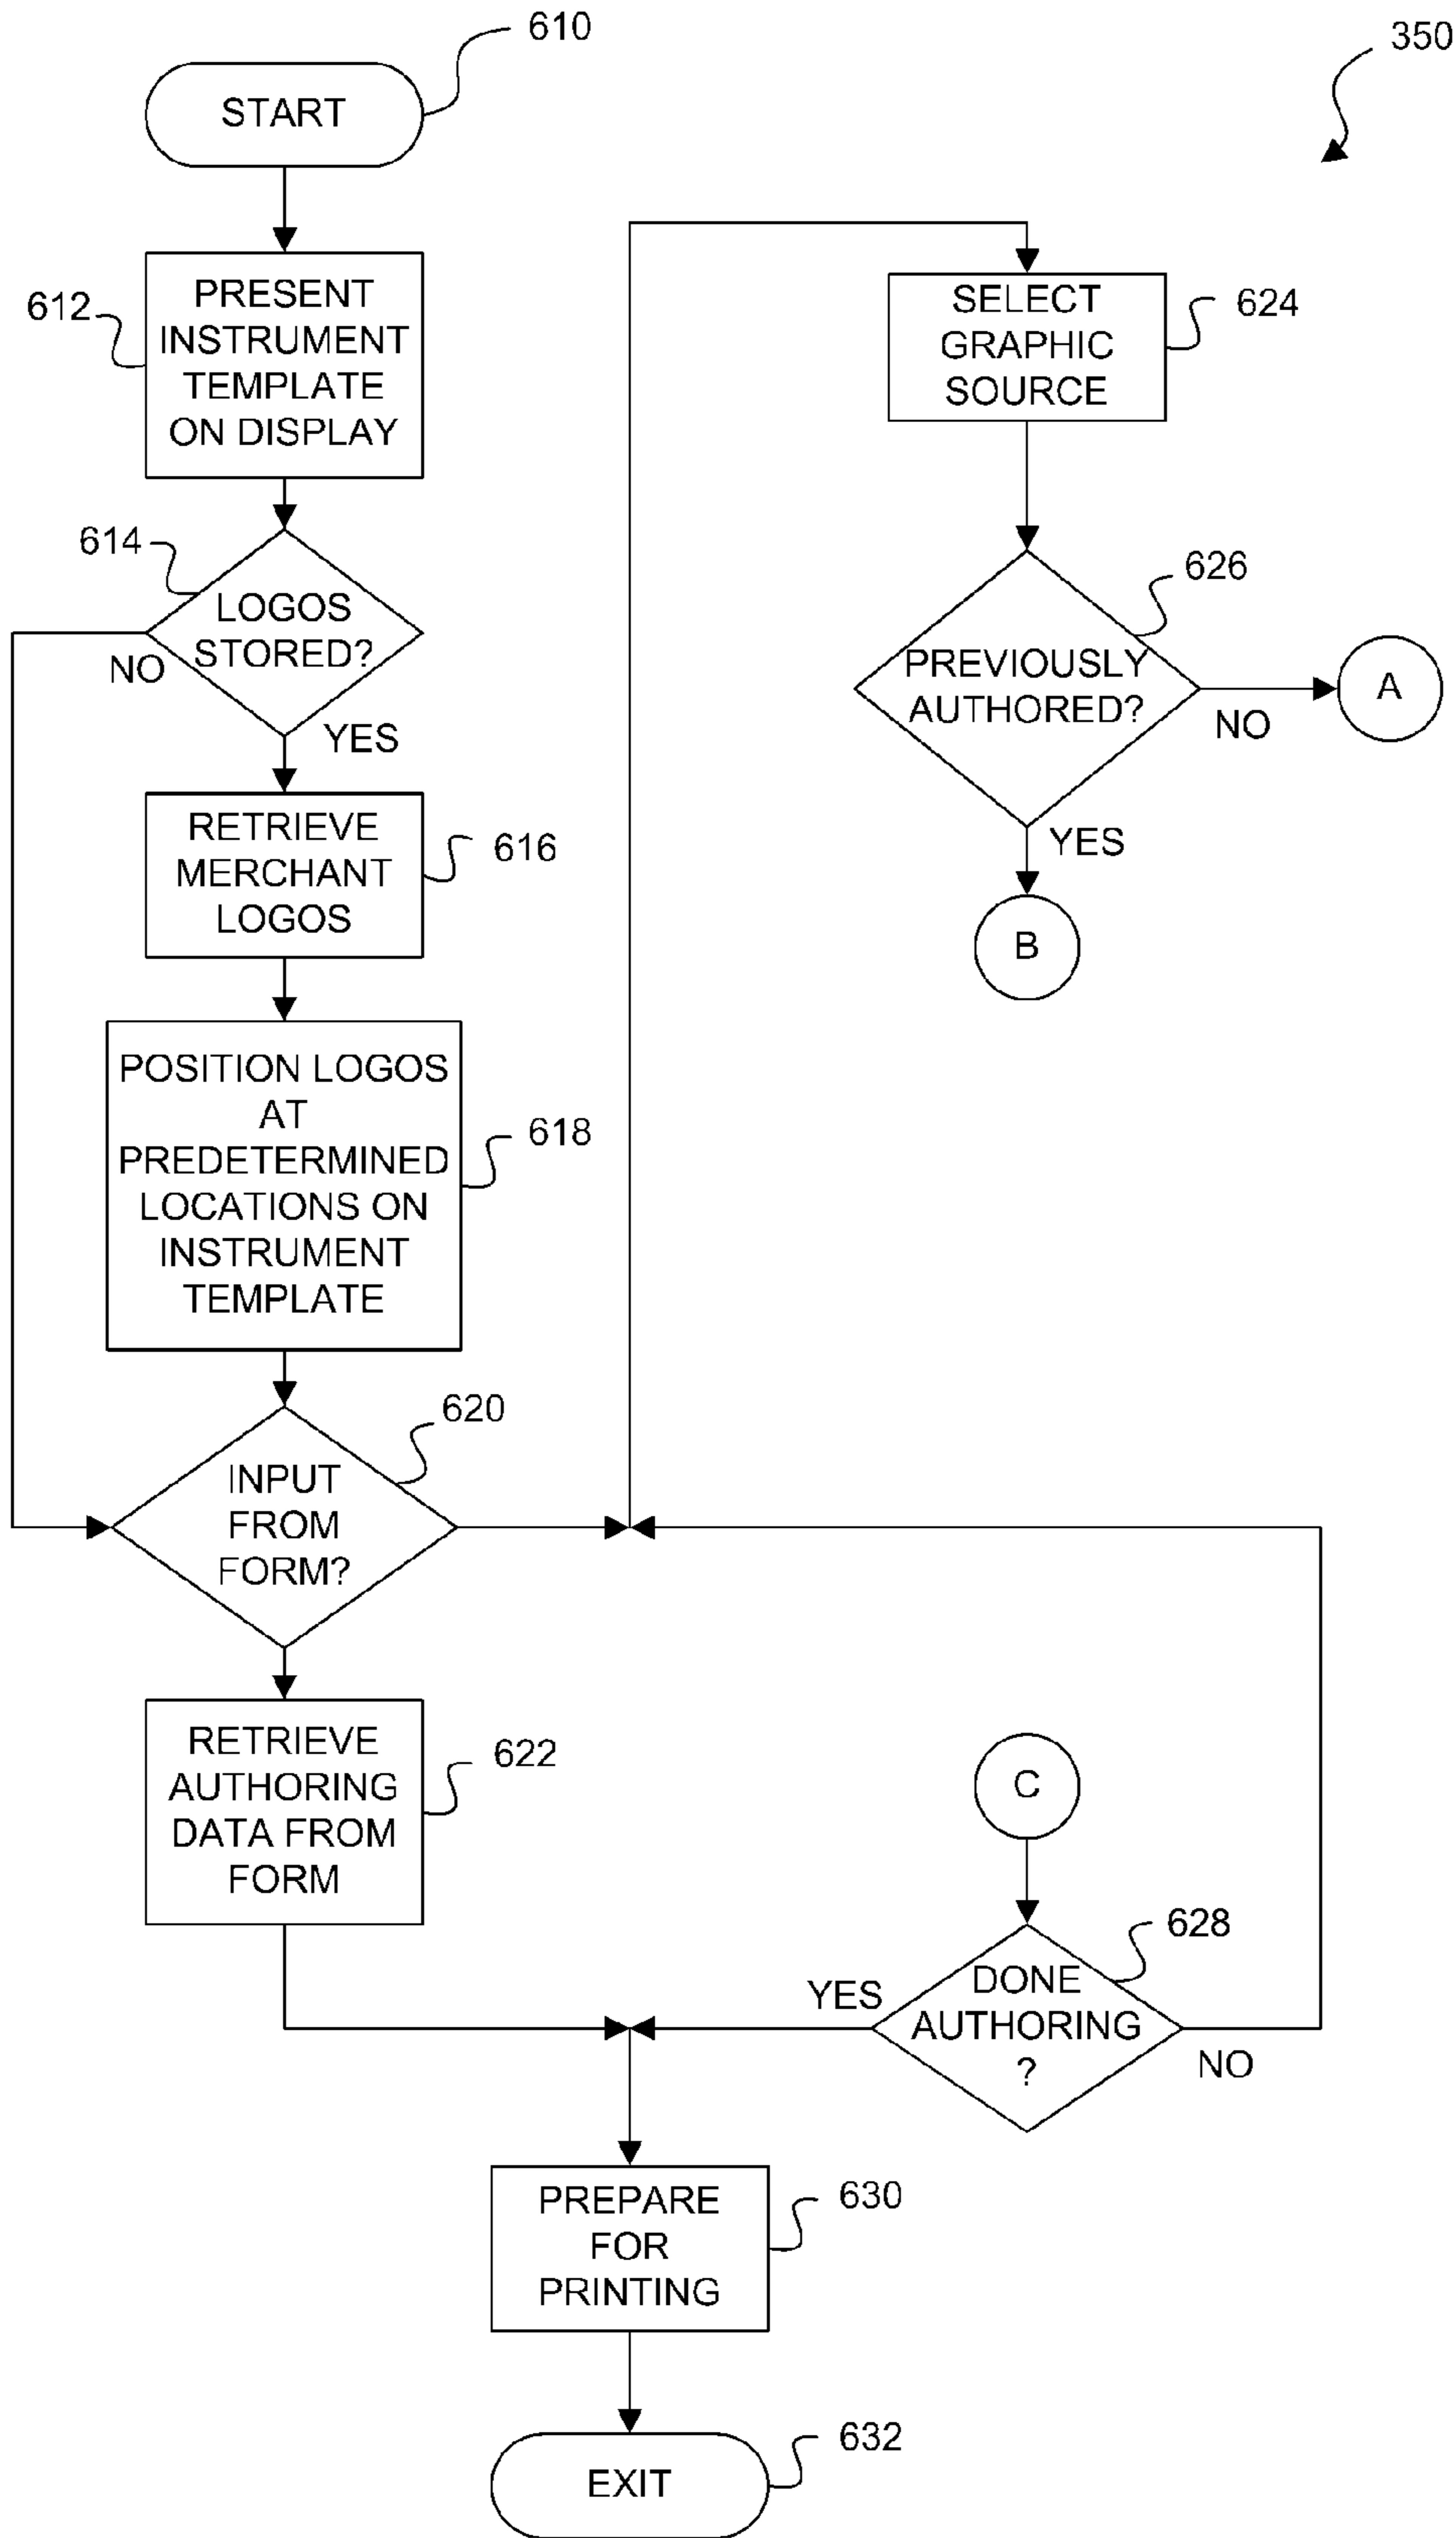 610
350
START
612
PRESENT
INSTRUMENT
TEMPLATE
ON DISPLAY
614
LOGOS
STORED?
NO
YES
RETRIEVE
MERCHANT
LOGOS
616
POSITION LOGOS
AT
PREDETERMINED
LOCATIONS ON
INSTRUMENT
TEMPLATE
618
620
INPUT
FROM
FORM?
RETRIEVE
AUTHORING
DATA FROM
FORM
622
SELECT
GRAPHIC
SOURCE
624
626
PREVIOUSLY
AUTHORED?
NO
A
YES
B
C
628
DONE
AUTHORING
?
YES
NO
PREPARE
FOR
PRINTING
630
EXIT
632